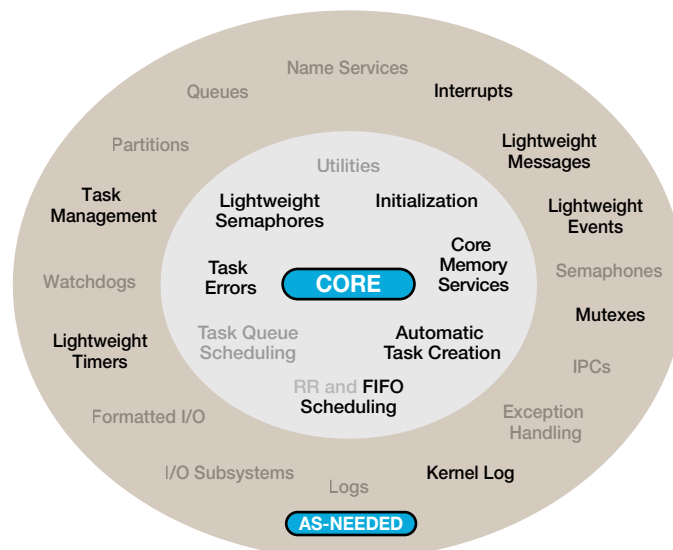 Name Services
Queues
Interrupts
Partitions
Lightweight
Messages
Utilities
Task
Management
Lightweight
Semaphores
Initialization
Lightweight
Events
Watchdogs
Task
Errors
CORE
Core
Memory
Services
Semaphones
Mutexes
Lightweight
Timers
Task Queue
Scheduling
Automatic
Task Creation
IPCs
RR and FIFO
Scheduling
Formatted I/O
Exception
Handling
I/O Subsystems
Logs
Kernel Log
AS-NEEDED